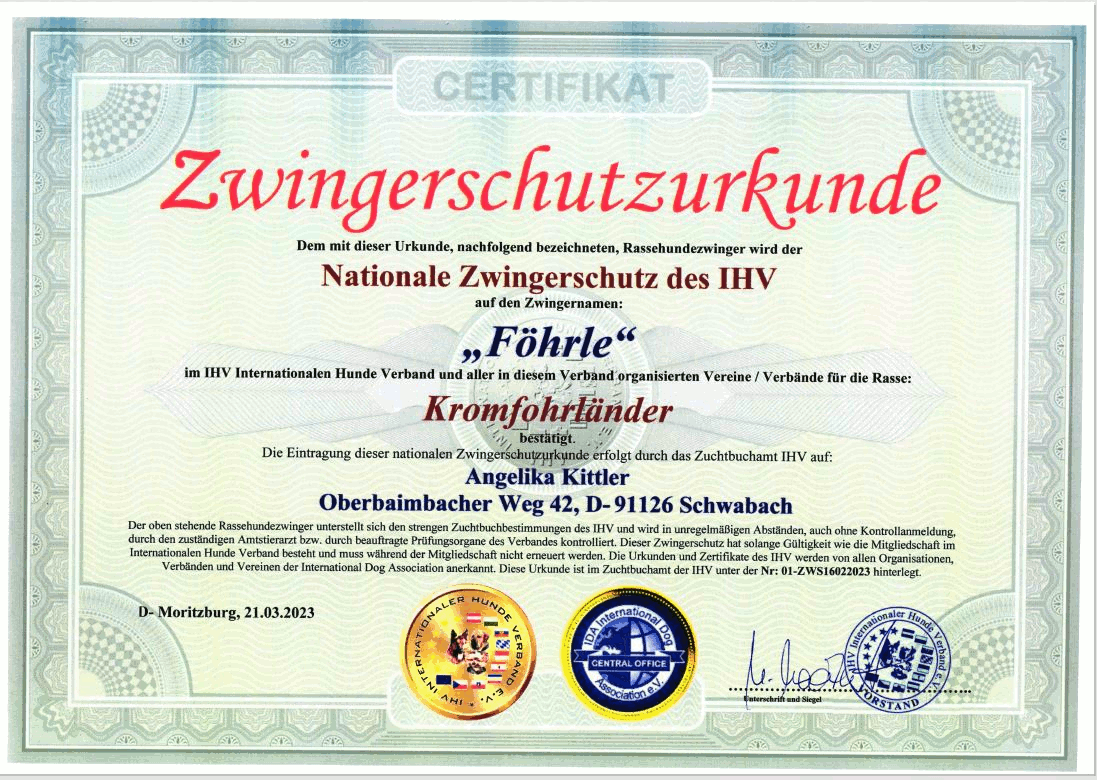 CERTIFIKAT
Zwingerschutzurkunde
Dem mit dieser Urkunde, nachfolgend bezeichneten, Rassehundezwinger wird der
Nationale Zwingerschutz des IHV
auf den Zwingernamen:
„Föhrle“
im IHV Internationalen Hunde Verband und aller in diesem Verband organisierten Vereine / Verbände für die Rasse:
Kromfohrländer
bestätigt.
Die Eintragung dieser nationalen Zwingerschutzurkunde erfolgt durch das Zuchtbuchamt IHV auf:
Angelika Kittler
Oberbaimbacher Weg 42, D- 91126 Schwabach
Der oben stehende Rassehundezwinger unterstellt sich den strengen Zuchtbuchbestimmungen des IHV und wird in unregelmäßigen Abständen, auch ohne Kontrollanmeldung,
durch den zuständigen Amtstierarzt bzw. durch beauftragte Prüfungsorgane des Verbandes kontrolliert. Dieser Zwingerschutz hat solange Gültigkeit wie die Mitgliedschaft im
Internationalen Hunde Verband besteht und muss während der Mitgliedschaft nicht erneuert werden. Die Urkunden und Zertifikate des IHV werden von allen Organisationen,
Verbänden und Vereinen der International Dog Association anerkannt. Diese Urkunde ist im Zuchtbuchamt der IHV unter der Nr: 01-ZWS16022023 hinterlegt.
D- Moritzburg, 21.03.2023
IHV INTERNATIONALER HUNDE VERBAND E.V.
IDA International Dog
CENTRAL OFFICE
Association e.V.
IHV Internationaler Hunde Verband e.V.
IHV
VORSTAND
Unterschrift und Siegel